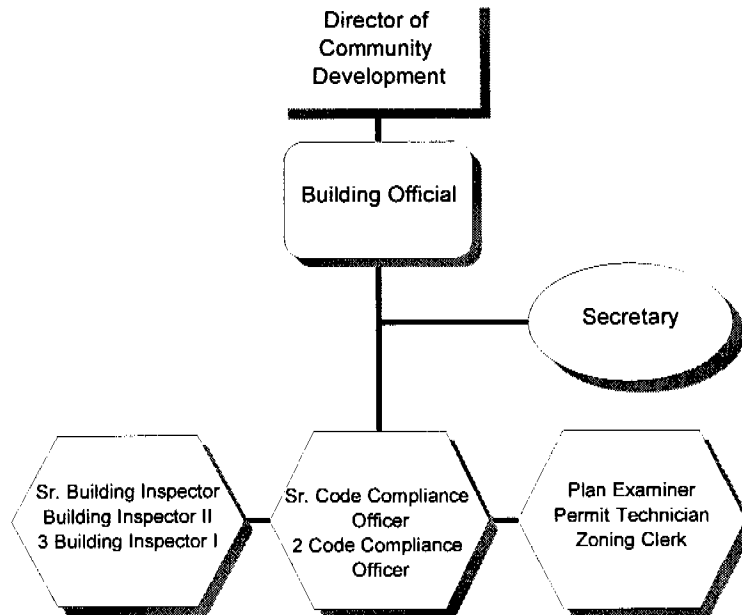 Director of
Community
Development
Building Official
Secretary
Sr. Building Inspector
Building Inspector II
3 Building Inspector I
Sr. Code Compliance
Officer
2 Code Compliance
Officer
Plan Examiner
Permit Technician
Zoning Clerk